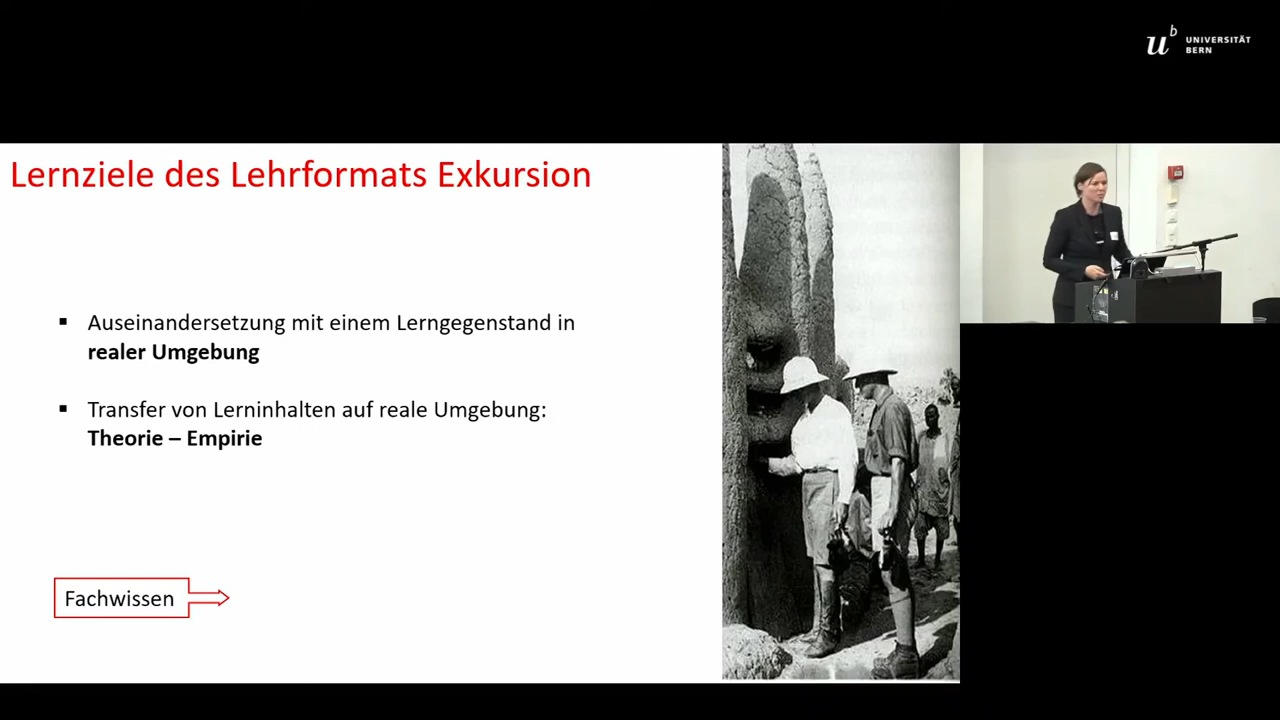 u^b UNIVERSITÄT
BERN
Lernziele des Lehrformats Exkursion
▪ Auseinandersetzung mit einem Lerngegenstand in
realer Umgebung
▪ Transfer von Lerninhalten auf reale Umgebung:
Theorie – Empirie
Fachwissen